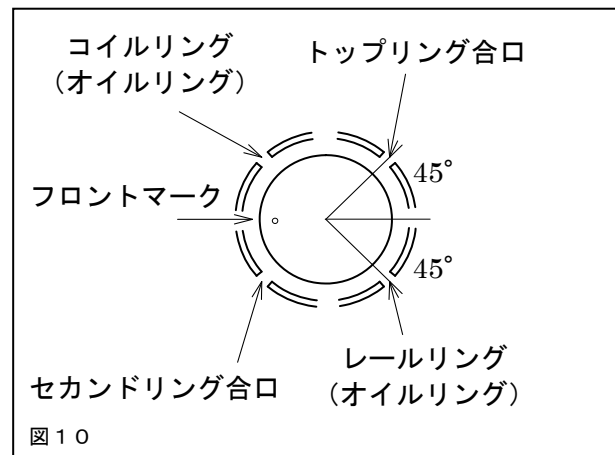 コイルリング
（オイルリング）
トップリング合口
45°
フロントマーク
45°
セカンドリング合口
レールリング
（オイルリング）
図１０